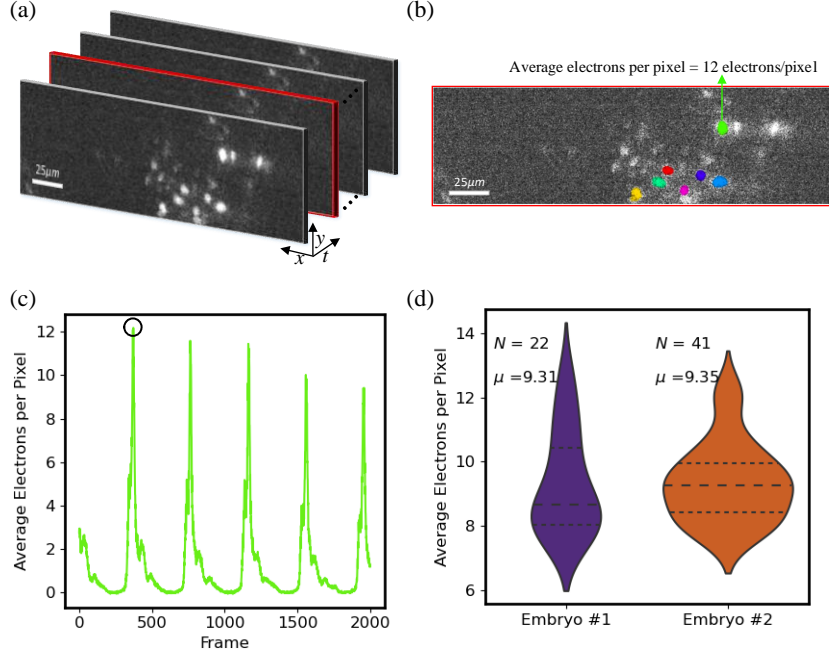 (a)
25μm
y
x
t
(b)
Average electrons per pixel = 12 electrons/pixel
25μm
(c)
Average Electrons per Pixel
12
10
8
6
4
2
0
0 500 1000 1500 2000
Frame
(d)
Average Electrons per Pixel
14
12
10
8
6
N = 22 N = 41
μ =9.31 μ =9.35
Embryo #1 Embryo #2